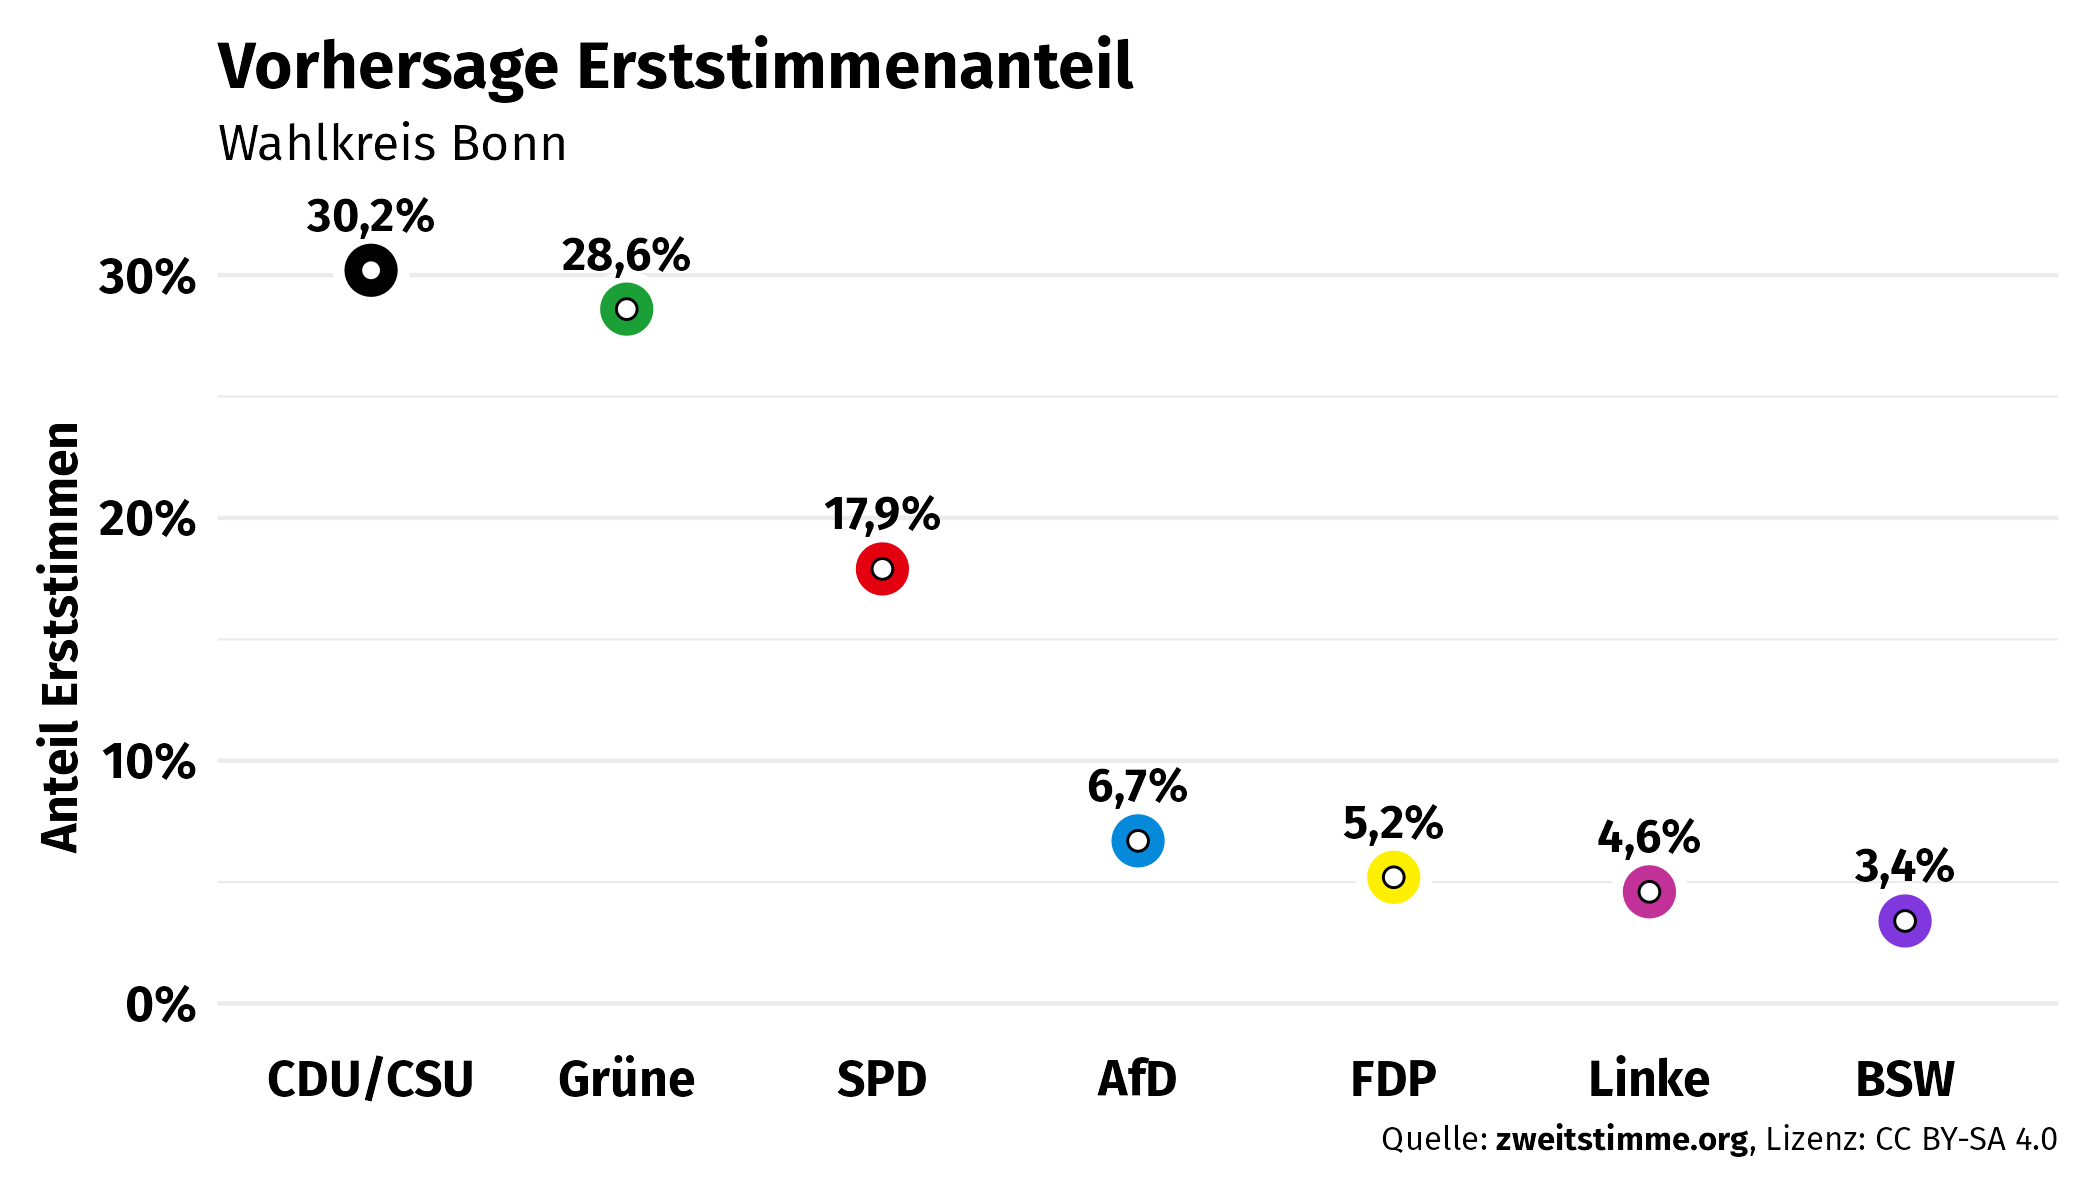 Vorhersage Erststimmenanteil
Wahlkreis Bonn
Anteil Erststimmen
30%
20%
10%
0%
30,2%
28,6%
17,9%
6,7%
5,2%
4,6%
3,4%
CDU/CSU Grüne SPD AfD FDP Linke BSW
Quelle: zweitstimme.org, Lizenz: CC BY-SA 4.0